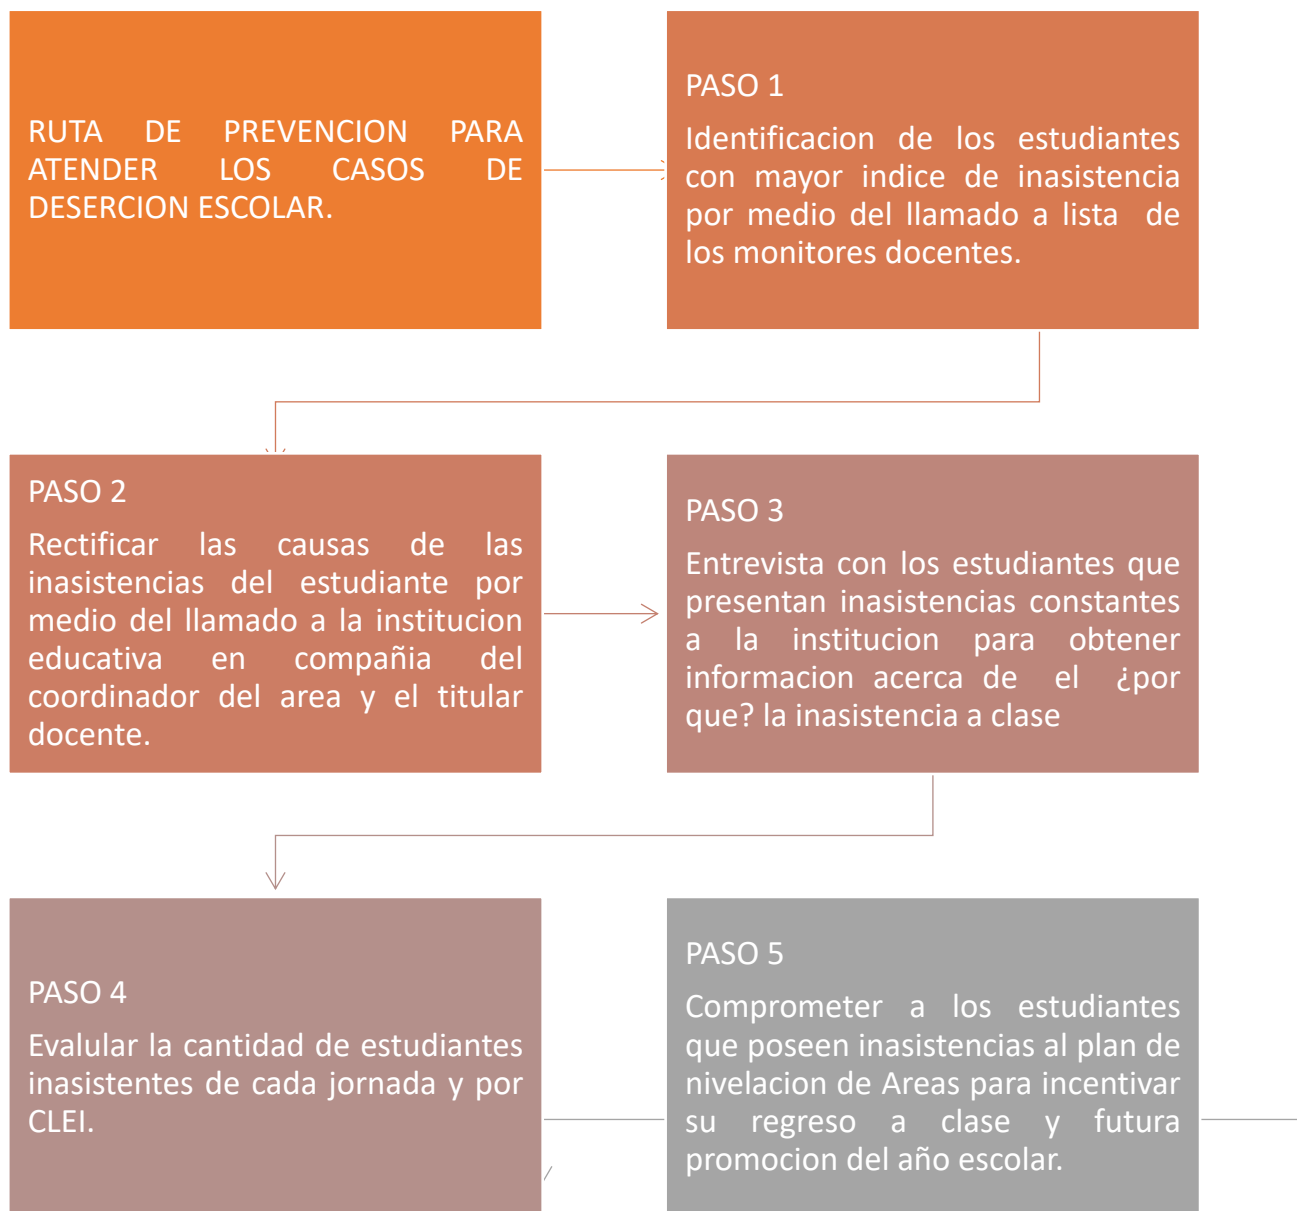 RUTA DE PREVENCION PARA
ATENDER LOS CASOS DE
DESERCION ESCOLAR.
PASO 1
Identificacion de los estudiantes
con mayor indice de inasistencia
por medio del llamado a lista de
los monitores docentes.
PASO 2
Rectificar las causas de las
inasistencias del estudiante por
medio del llamado a la institucion
educativa en compañia del
coordinador del area y el titular
docente.
PASO 3
Entrevista con los estudiantes que
presentan inasistencias constantes
a la institucion para obtener
informacion acerca de el ¿por
que? la inasistencia a clase
PASO 4
Evalular la cantidad de estudiantes
inasistentes de cada jornada y por
CLEI.
PASO 5
Comprometer a los estudiantes
que poseen inasistencias al plan de
nivelacion de Areas para incentivar
su regreso a clase y futura
promocion del año escolar.